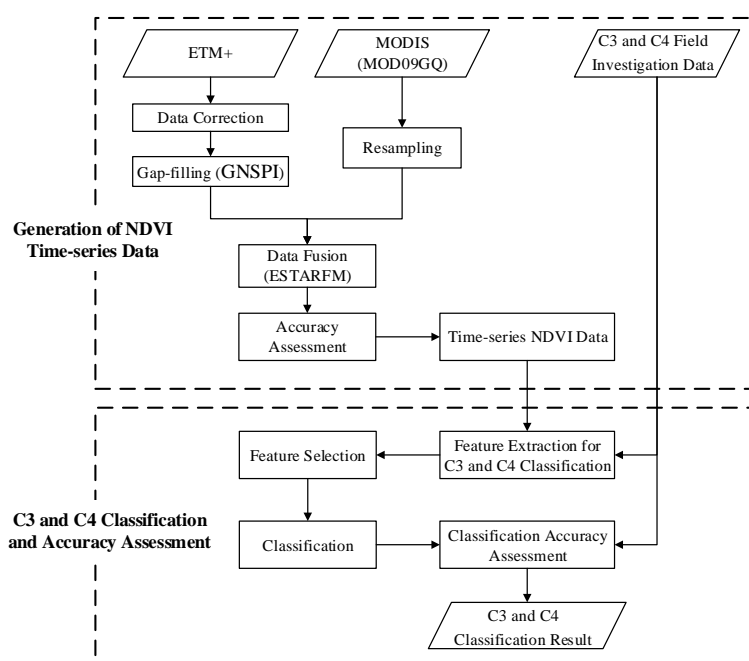 ETM+
MODIS
(MOD09GQ)
C3 and C4 Field
Investigation Data
Data Correction
Gap-filling (GNSPI)
Resampling
Generation of NDVI
Time-series Data
Data Fusion
(ESTARFM)
Accuracy
Assessment
Time-series NDVI Data
Feature Selection
Feature Extraction for
C3 and C4 Classification
C3 and C4 Classification
and Accuracy Assessment
Classification
Classification Accuracy
Assessment
C3 and C4
Classification Result